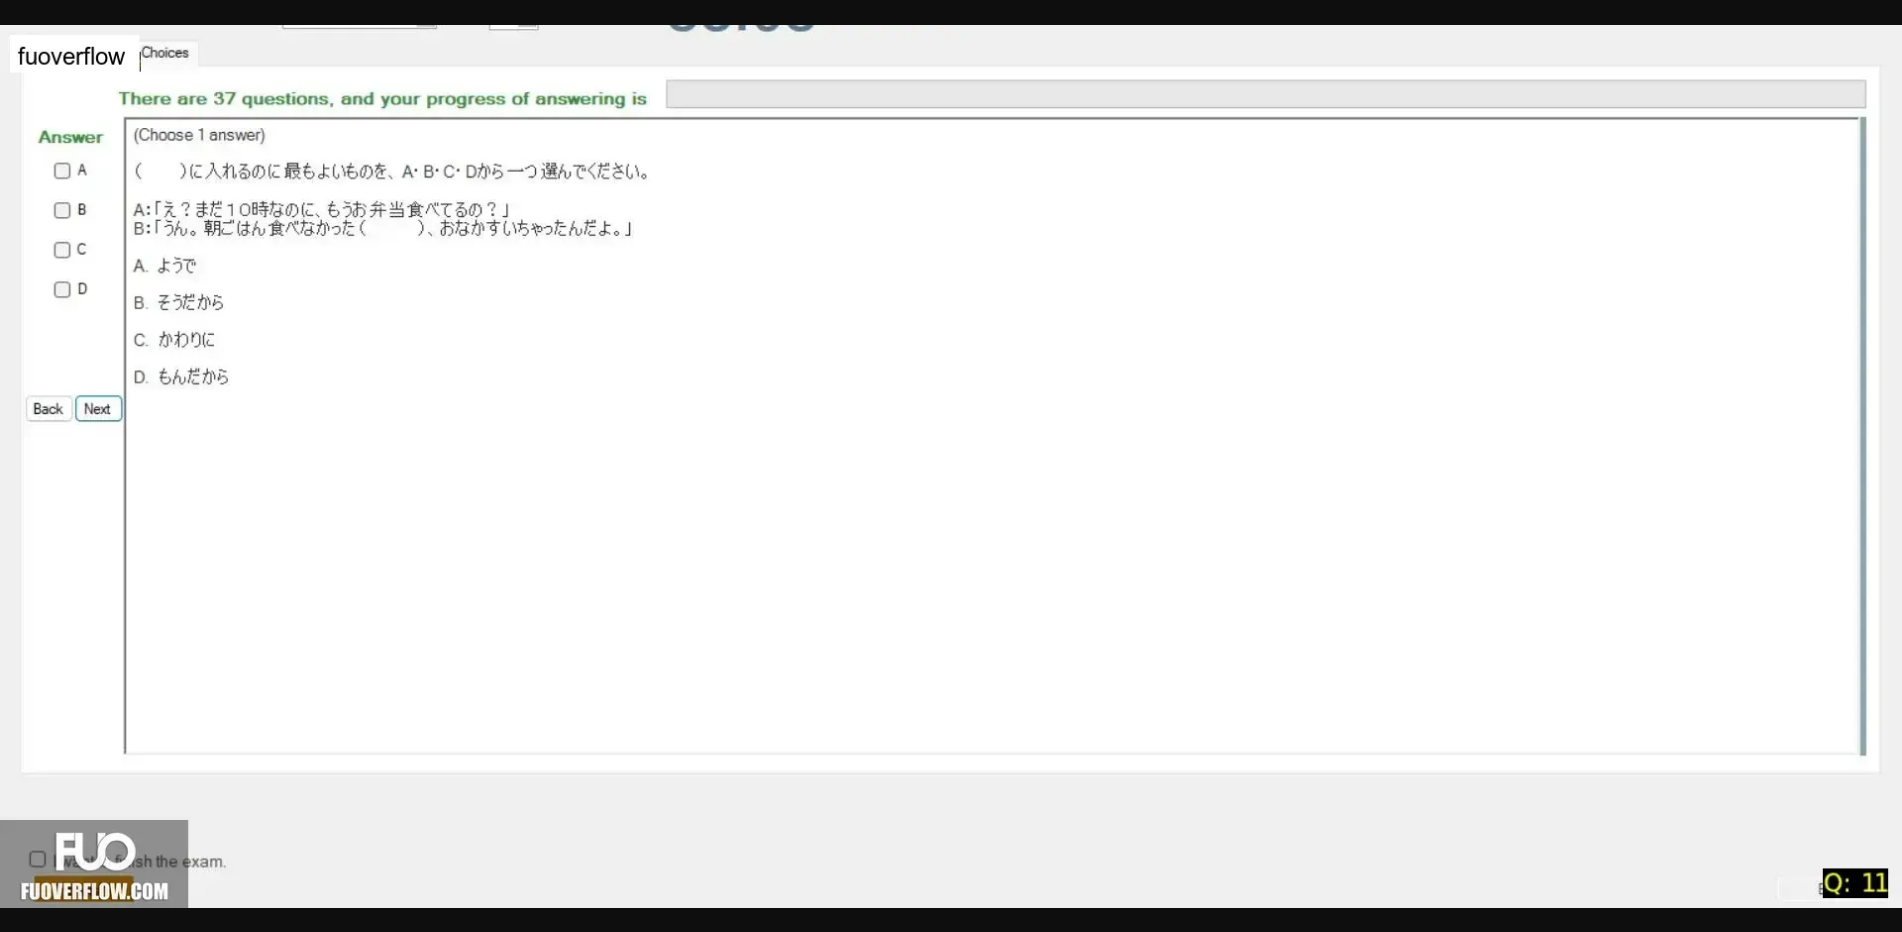 fuoverflow
Choices
There are 37 questions, and your progress of answering is
Answer
(Choose 1 answer)
A
(　　)に入れるのに最もよいものを、A・B・C・Dから一つ選んでください。
B
A:「え？まだ１０時なのに、もうお弁当食べてるの？」
B:「うん。朝ごはん食べなかった(　　　)、おなかすいちゃったんだよ。」
C
A. ようで
D
B. そうだから
C. かわりに
D. もんだから
Back Next
FUO
the exam.
FUOVERFLOW.COM
Q: 11